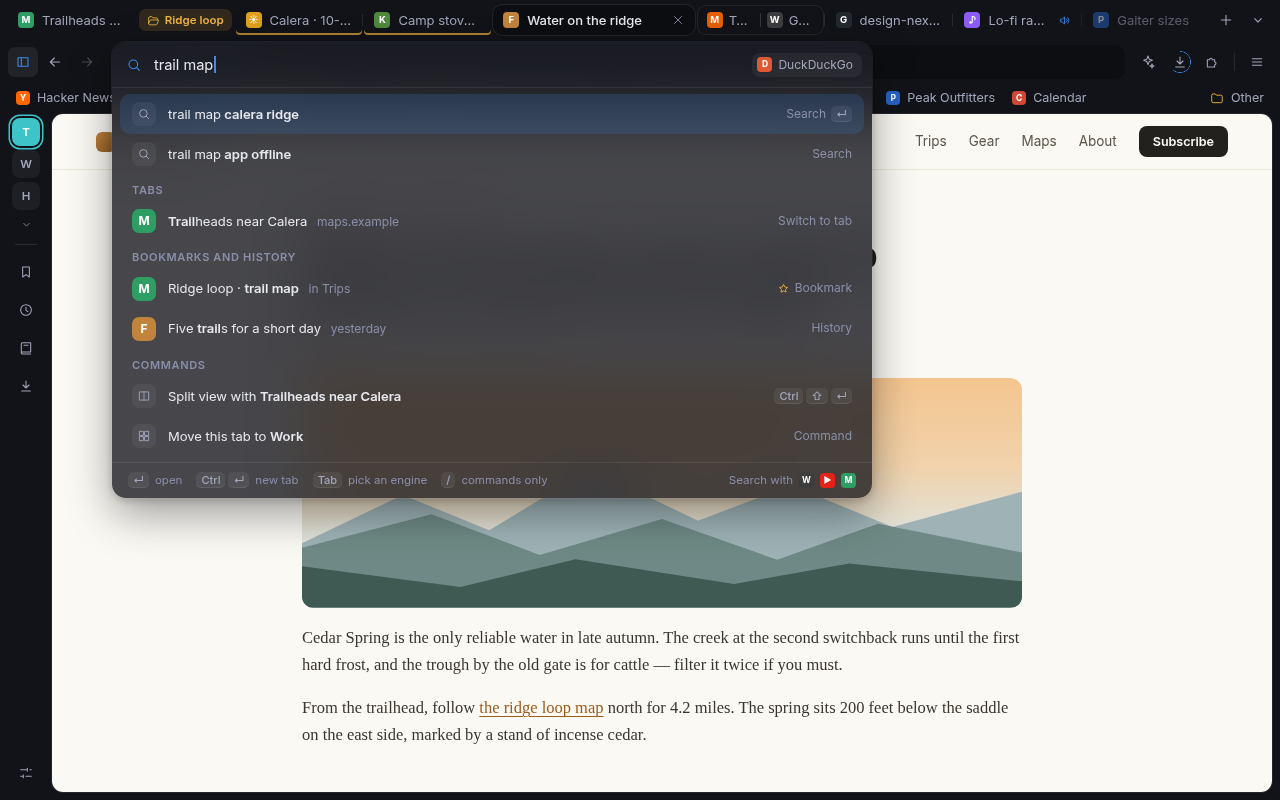 M Trailheads ...
Ridge loop
Calera · 10-...
K Camp stov...
F Water on the ridge
M T...
W G...
G design-nex...
Lo-fi ra...
P Gaiter sizes
trail map
D DuckDuckGo
Y Hacker News
P Peak Outfitters
C Calendar
Other
T
W
H
Trips Gear Maps About Subscribe
trail map calera ridge Search
trail map app offline Search
TABS
M Trailheads near Calera maps.example Switch to tab
BOOKMARKS AND HISTORY
M Ridge loop · trail map in Trips Bookmark
F Five trails for a short day yesterday History
COMMANDS
Split view with Trailheads near Calera Ctrl
Move this tab to Work Command
open Ctrl new tab Tab pick an engine / commands only Search with W M
Cedar Spring is the only reliable water in late autumn. The creek at the second switchback runs until the first
hard frost, and the trough by the old gate is for cattle — filter it twice if you must.
From the trailhead, follow the ridge loop map north for 4.2 miles. The spring sits 200 feet below the saddle
on the east side, marked by a stand of incense cedar.